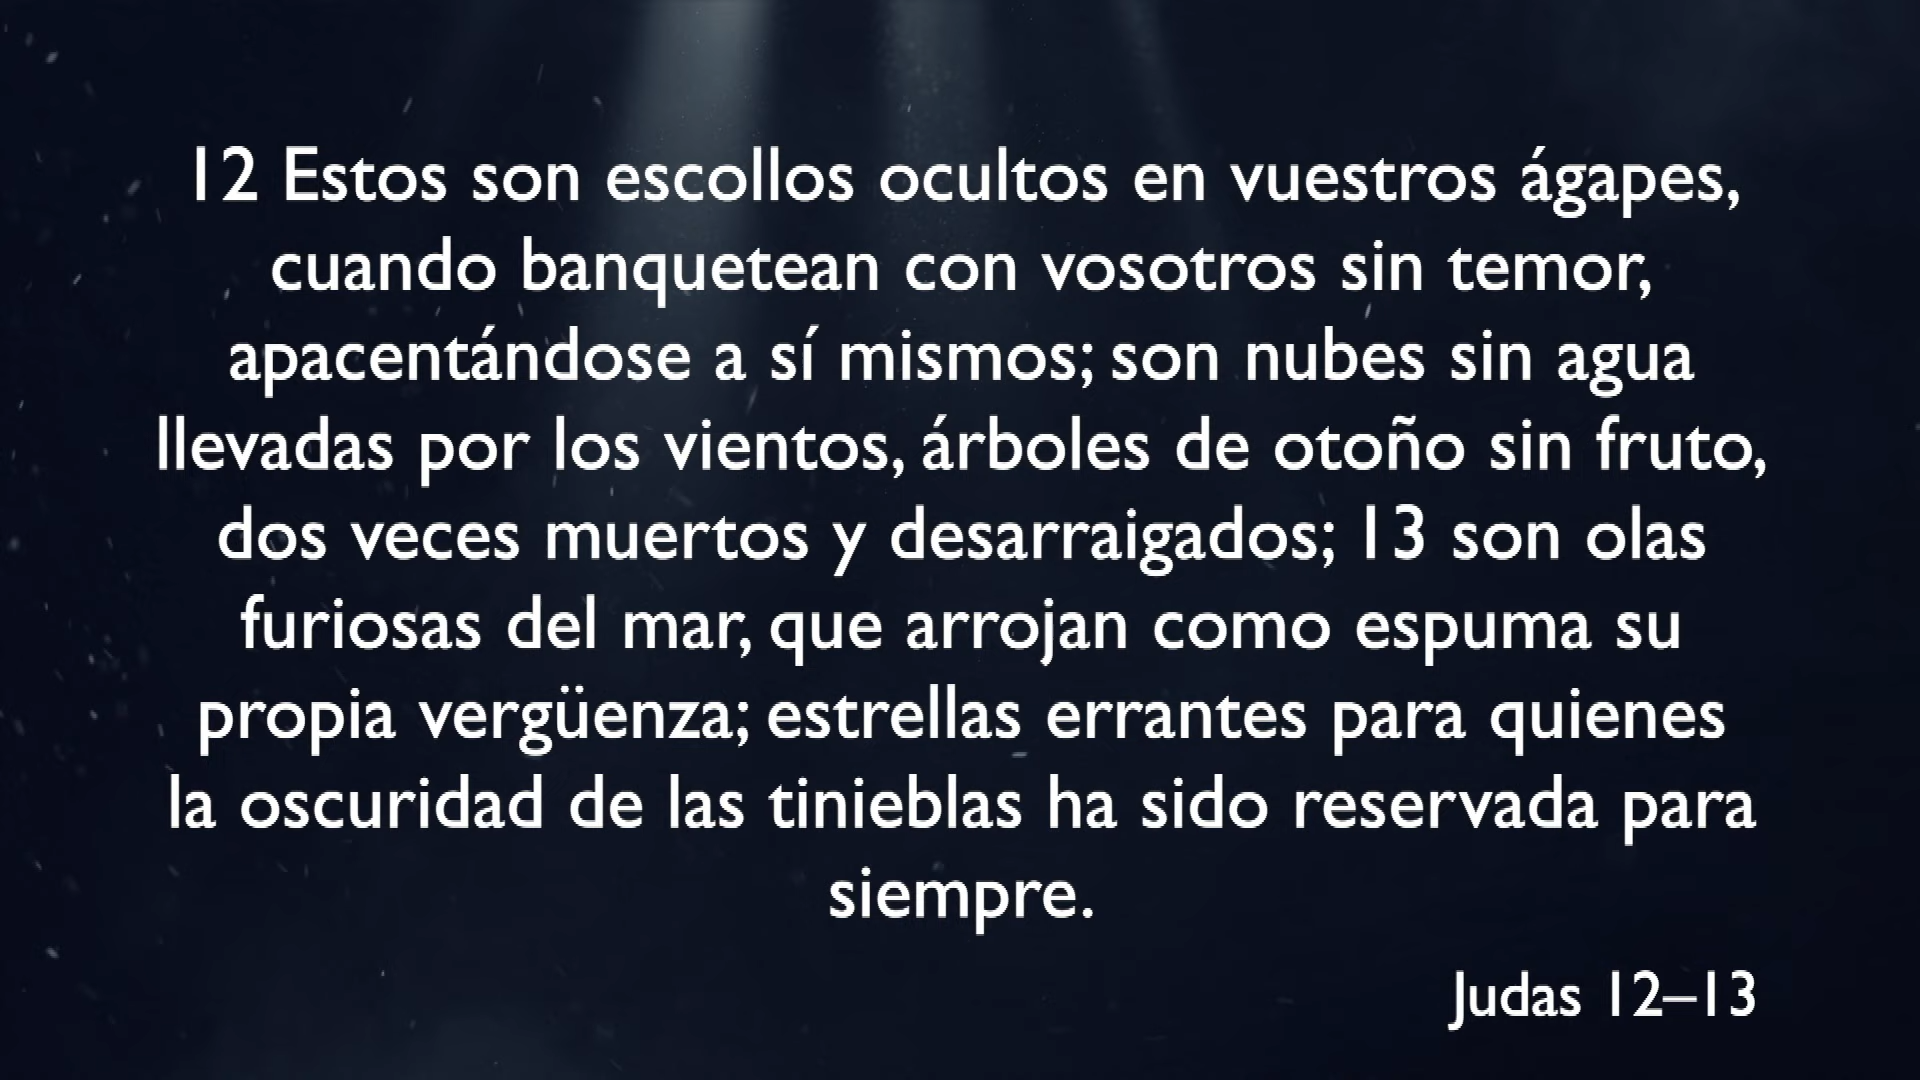 12 Estos son escollos ocultos en vuestros ágapes,
cuando banquetean con vosotros sin temor,
apacentándose a sí mismos; son nubes sin agua
llevadas por los vientos, árboles de otoño sin fruto,
dos veces muertos y desarraigados; 13 son olas
furiosas del mar, que arrojan como espuma su
propia vergüenza; estrellas errantes para quienes
la oscuridad de las tinieblas ha sido reservada para
siempre.
Judas 12–13